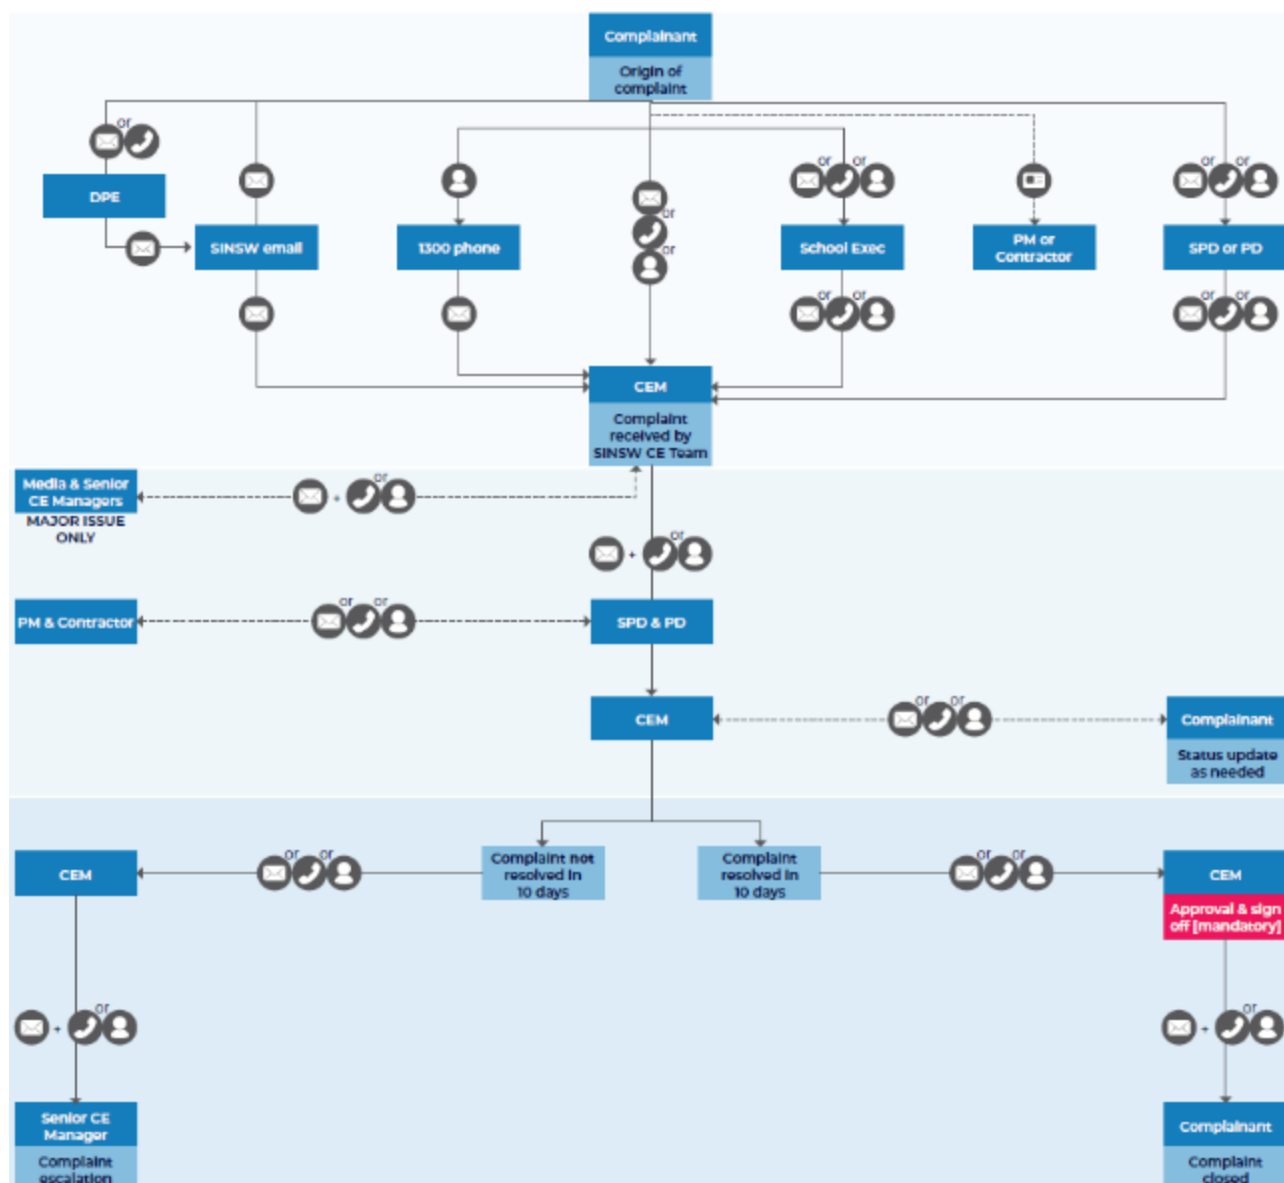 Complainant
Origin of
complaint
or
DPE
SINSW email
1300 phone
or
or
or or
School Exec
or or
PM or
Contractor
or or
SPD or PD
or or
CEM
Complaint
received by
SINSW CE Team
Media & Senior
CE Managers
MAJOR ISSUE
ONLY
+ or
+ or
PM & Contractor
or or
SPD & PD
CEM
or or
Complainant
Status update
as needed
CEM
or or
Complaint not
resolved in
10 days
Complaint
resolved in
10 days
or or
CEM
Approval & sign
off [mandatory]
+ or
+ or
Senior CE
Manager
Complaint
escalation
Complainant
Complaint
closed